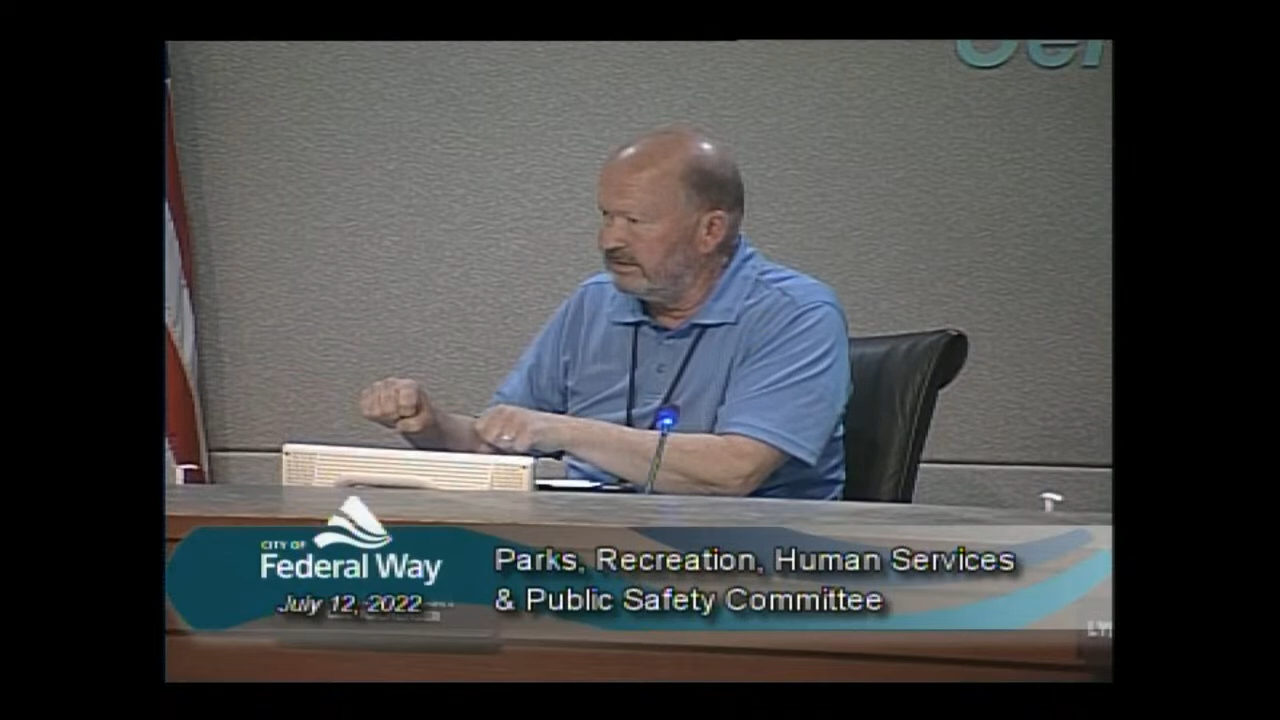 CITY OF
Federal Way
July 12, 2022
Parks, Recreation, Human Services
& Public Safety Committee